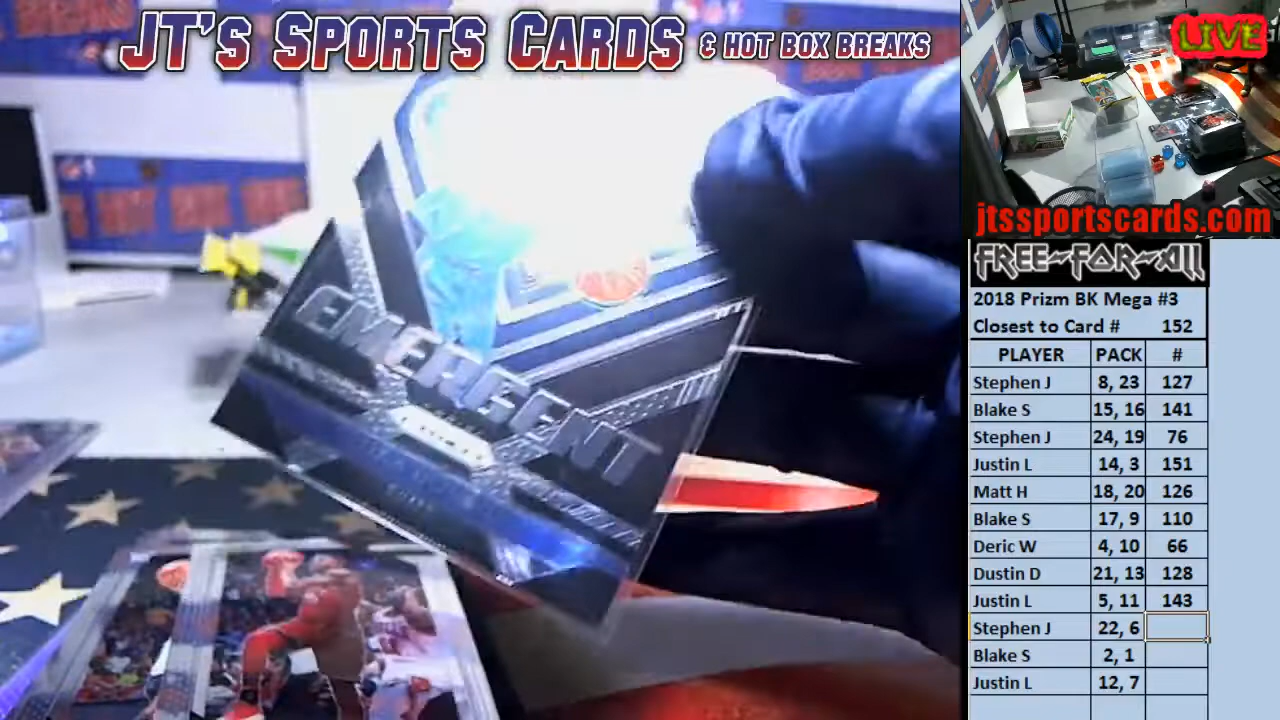 JT'S SPORTS CARDS & HOT BOX BREAKS
LIVE
jtssportscards.com
EMERGENT
FREE-FOR-ALL
2018 Prizm BK Mega #3
Closest to Card # 152
PLAYER PACK #
Stephen J 8, 23 127
Blake S 15, 16 141
Stephen J 24, 19 76
Justin L 14, 3 151
Matt H 18, 20 126
Blake S 17, 9 110
Deric W 4, 10 66
Dustin D 21, 13 128
Justin L 5, 11 143
Stephen J 22, 6
Blake S 2, 1
Justin L 12, 7